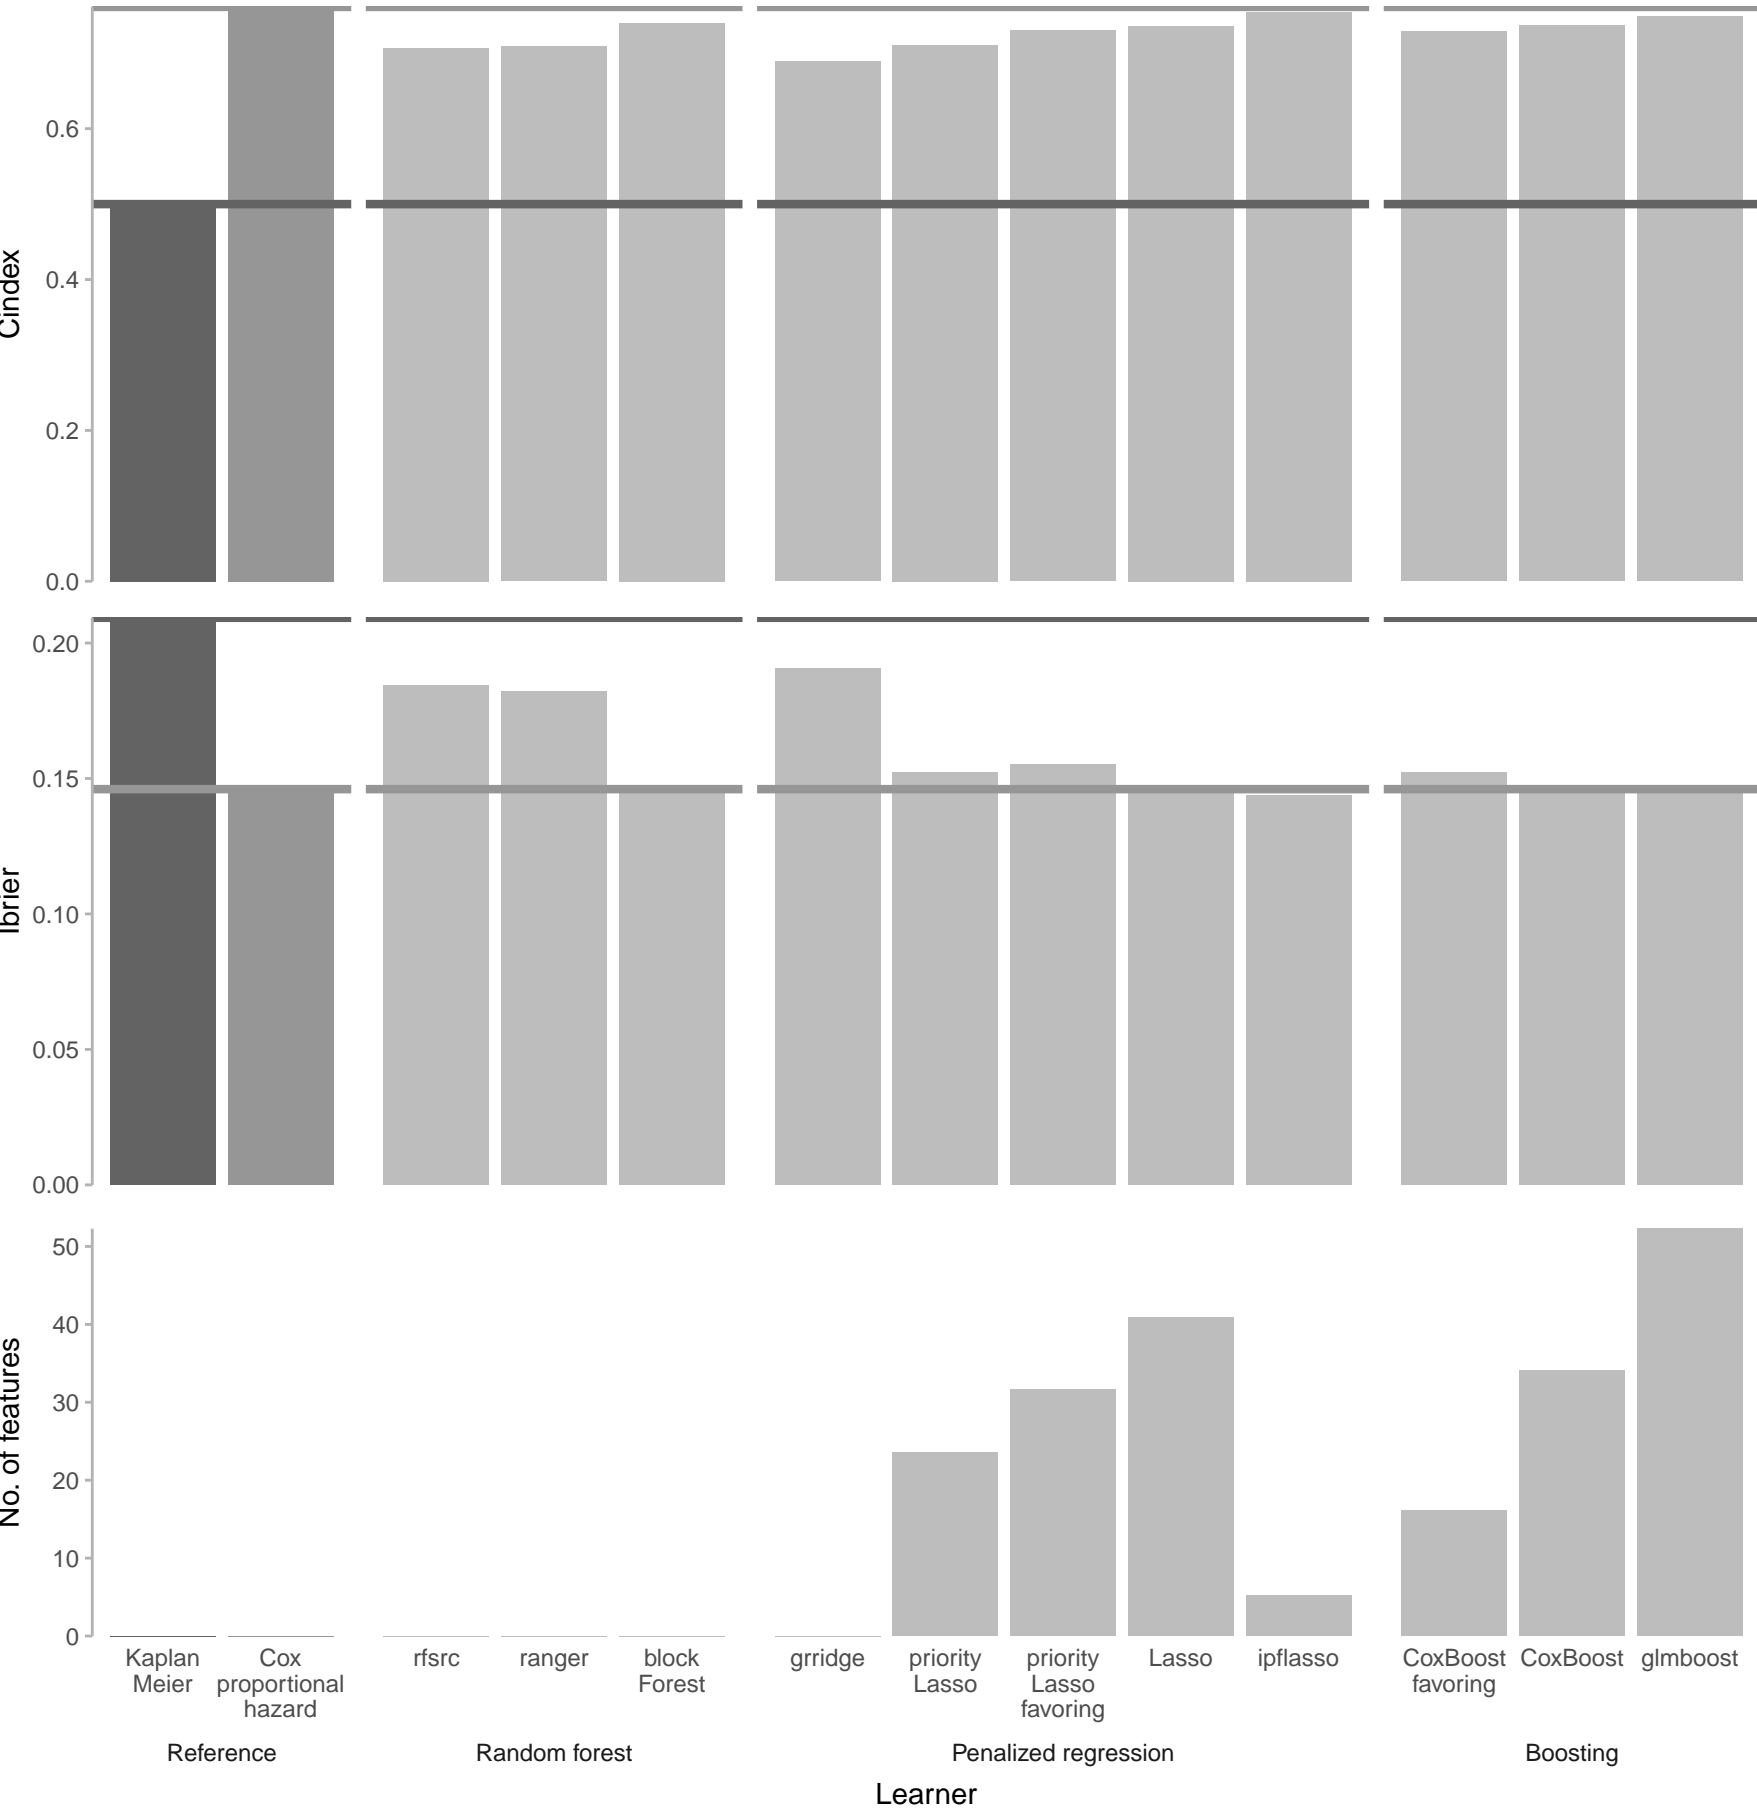 Cindex
0.6
0.4
0.2
0.0
Ibrier
0.20
0.15
0.10
0.05
0.00
No. of features
50
40
30
20
10
0
Kaplan
Meier
Cox
proportional
hazard
rfsrc
ranger
block
Forest
grridge
priority
Lasso
priority
Lasso
favoring
Lasso
ipflasso
CoxBoost
favoring
CoxBoost
glmboost
Reference
Random forest
Penalized regression
Boosting
Learner